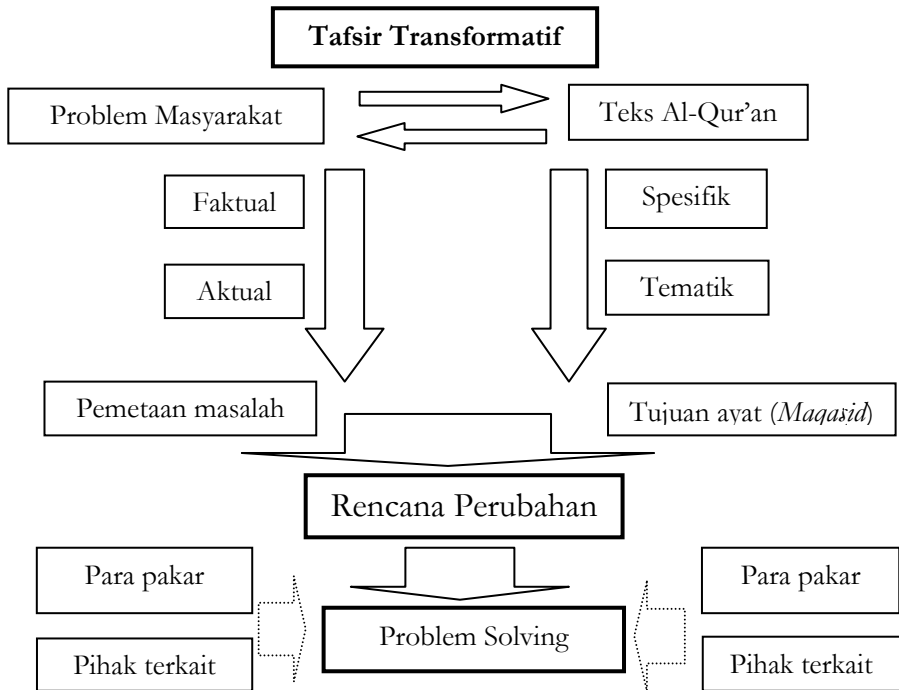 Tafsir Transformatif
Problem Masyarakat
Teks Al-Qur’an
Faktual
Spesifik
Aktual
Tematik
Pemetaan masalah
Tujuan ayat (Maqasid)
Rencana Perubahan
Para pakar
Para pakar
Problem Solving
Pihak terkait
Pihak terkait